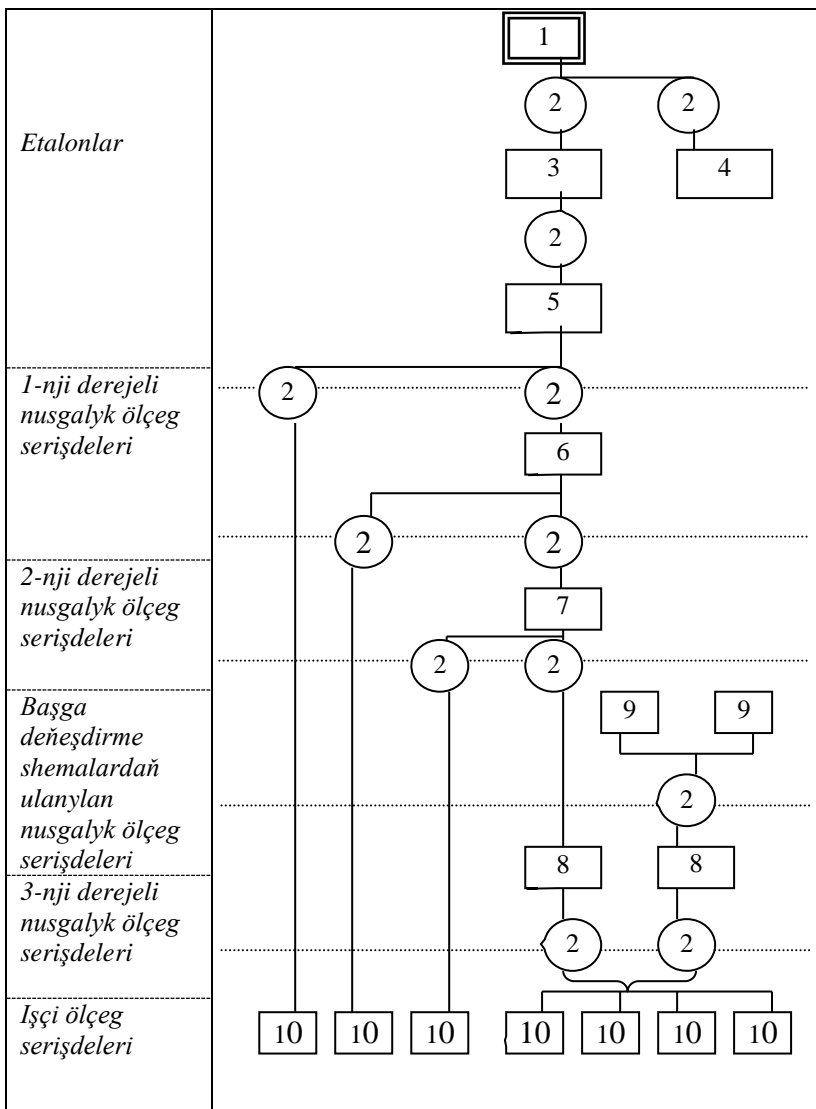 1
2 2
Etalonlar
3 4
2
5
1-nji derejeli
nusgalyk ölçeg
serişdeleri
2 2
6
2 2
2-nji derejeli
nusgalyk ölçeg
serişdeleri
7
2 2
Başga
deňeşdirme
shemalardaň
ulanylan
nusgalyk ölçeg
serişdeleri
9 9
2
8 8
3-nji derejeli
nusgalyk ölçeg
serişdeleri
2 2
Işçi ölçeg
serişdeleri
10 10 10 10 10 10 10